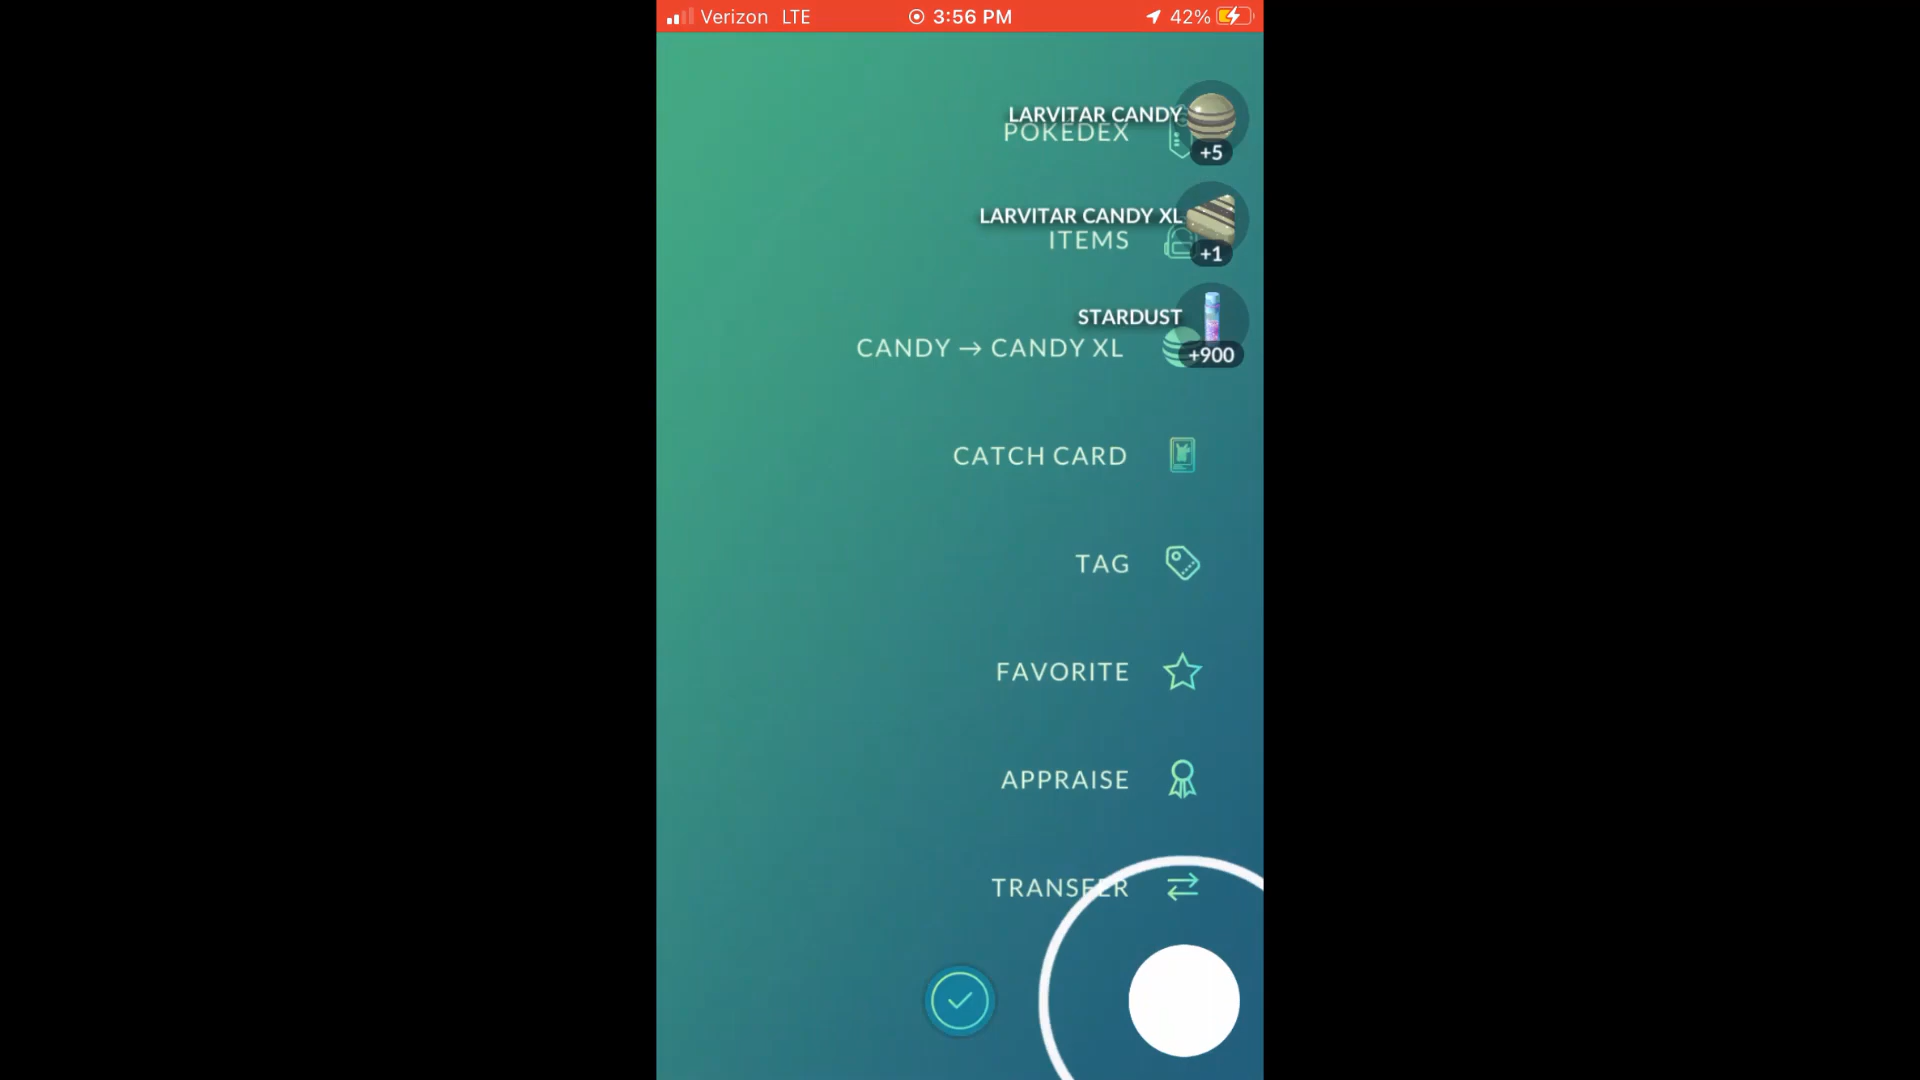 Verizon LTE 3:56 PM 42%
LARVITAR CANDY
POKÉDEX
+5
LARVITAR CANDY XL
ITEMS
+1
STARDUST
CANDY → CANDY XL
+900
CATCH CARD
TAG
FAVORITE
APPRAISE
TRANSFER